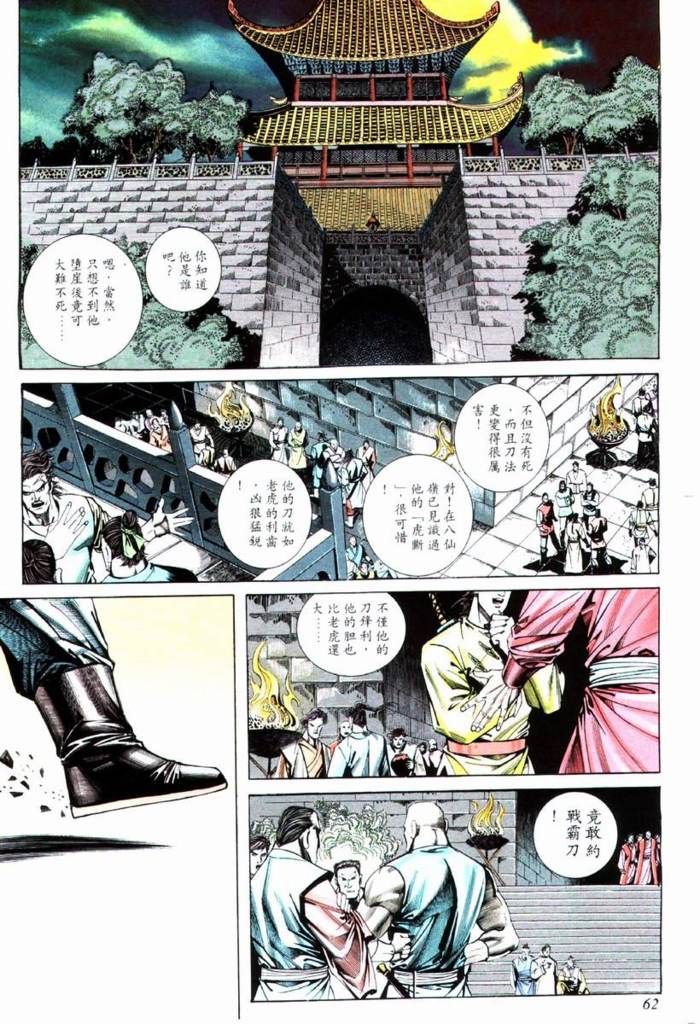 你知道
他是誰
吧？
嗯，當然，
只想不到他
墮崖後竟可
大難不死……
不但沒有死
，而且刀法
更變得很厲
害！
對！在八仙
嶺已見識過
他的「虎斷
」，很可惜
他的刀就如
老虎的利齒
，凶狠猛銳
！
不僅他的
刀鋒利，
他的胆也
比老虎還
大……
竟敢約
戰霸刀
！
62